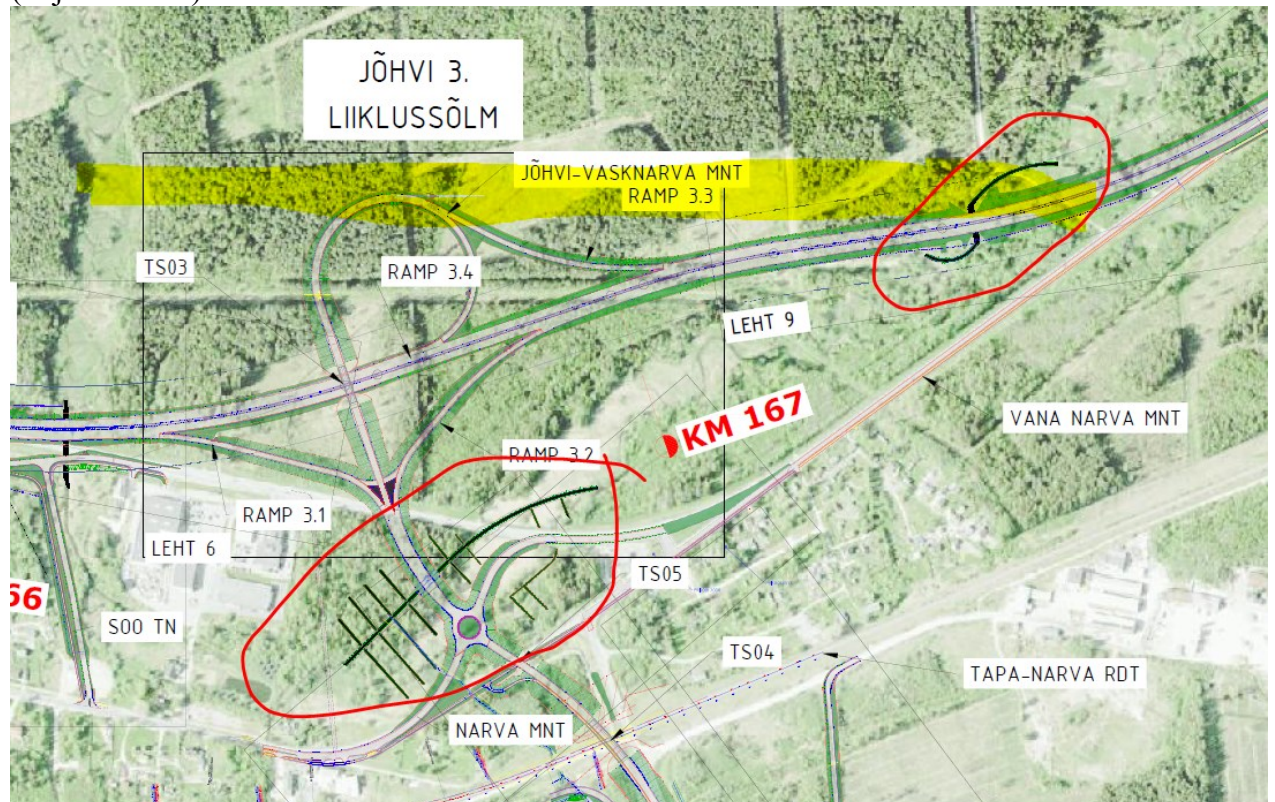 JÕHVI 3.
LIIKLUSSÕLM
JÕHVI-VASKNARVA MNT
RAMP 3.3
TS03
RAMP 3.4
LEHT 9
KM 167
VANA NARVA MNT
RAMP 3.2
RAMP 3.1
LEHT 6
TS05
66
SOO TN
TS04
TAPA-NARVA RDT
NARVA MNT